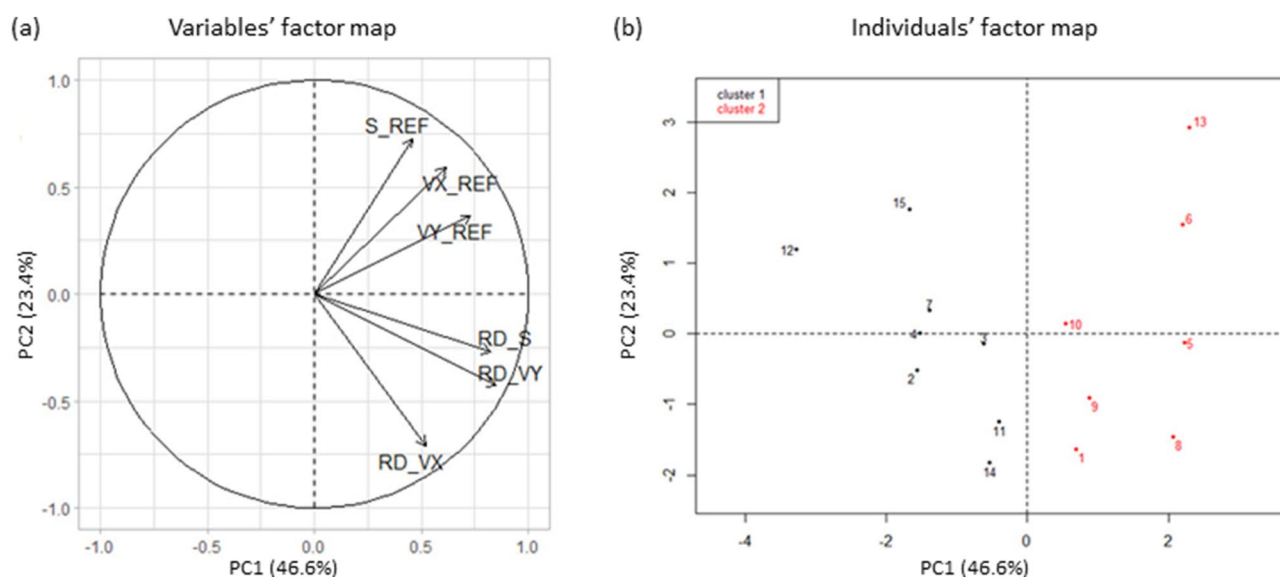 (a) Variables’ factor map
1.0
0.5
0.0
-0.5
-1.0
PC2 (23.4%)
S_REF
VX_REF
VY_REF
RD_S
RD_VY
RD_VX
-1.0 -0.5 0.0 0.5 1.0
PC1 (46.6%)
(b) Individuals’ factor map
cluster 1
cluster 2
3
2
1
0
-1
-2
PC2 (23.4%)
13
6
15
12
7
10
4
3
5
2
9
11
8
1
14
-4 -2 0 2
PC1 (46.6%)